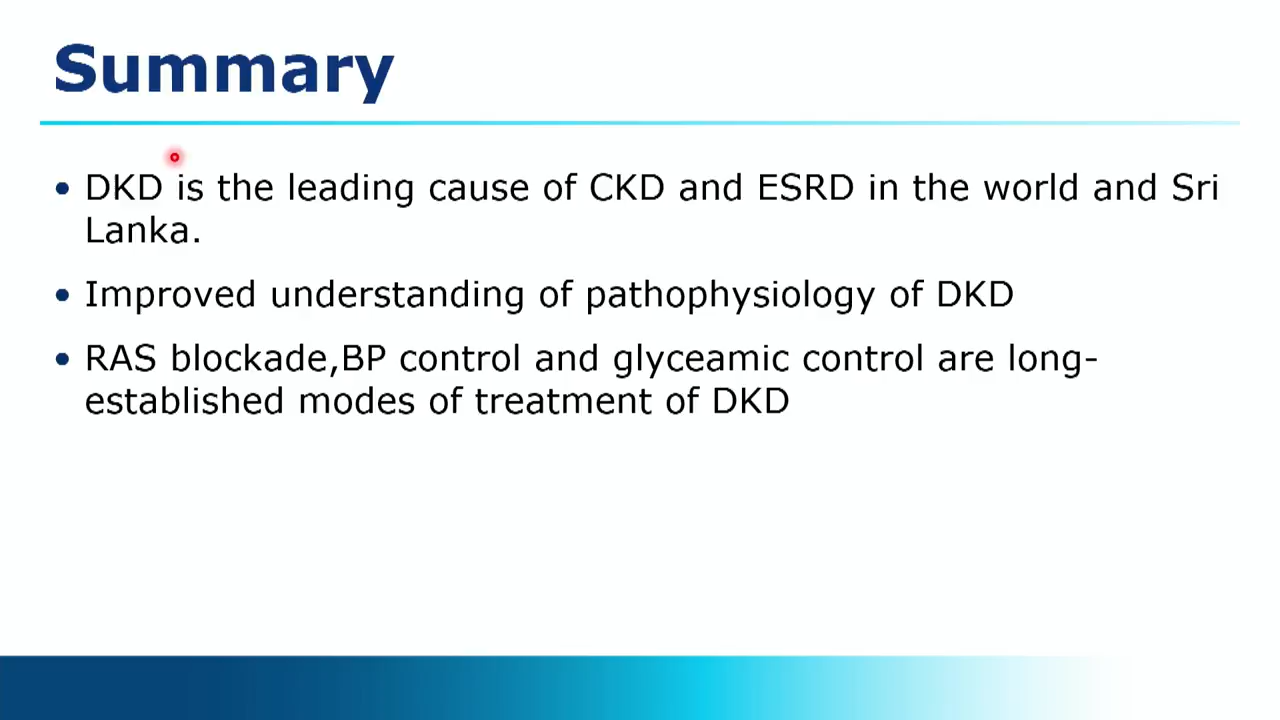 Summary
• DKD is the leading cause of CKD and ESRD in the world and Sri
Lanka.
• Improved understanding of pathophysiology of DKD
• RAS blockade,BP control and glyceamic control are long-
established modes of treatment of DKD